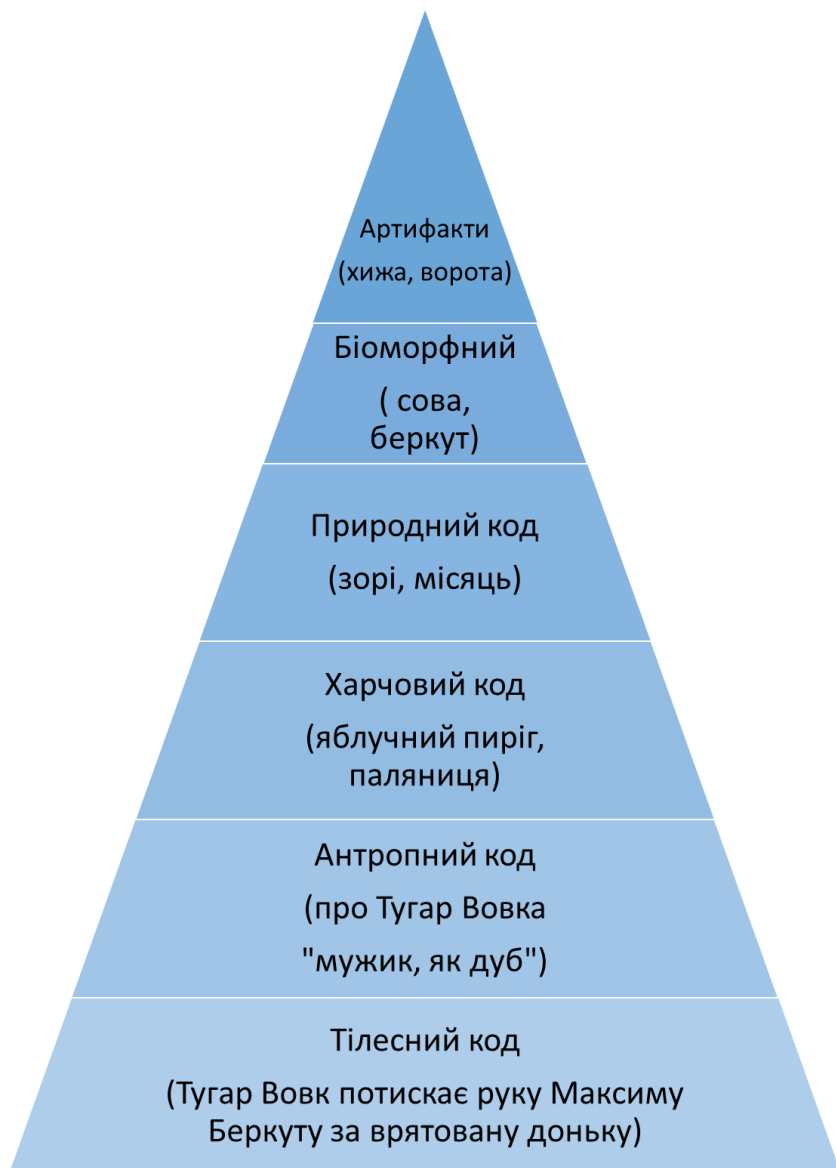 Артифакти
(хижа, ворота)
Біоморфний
( сова,
беркут)
Природний код
(зорі, місяць)
Харчовий код
(яблучний пиріг,
паляниця)
Антропний код
(про Тугар Вовка
"мужик, як дуб")
Тілесний код
(Тугар Вовк потискає руку Максиму
Беркуту за врятовану доньку)